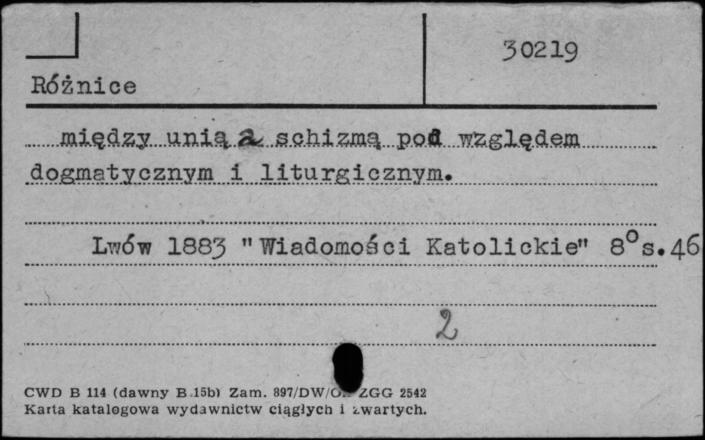 30219
Różnice
między unią a schizmą pod względem
dogmatycznym i liturgicznym.
Lwów 1883 "Wiadomości Katolickie" 8° s.46
2
CWD B 114 (dawny B 15b) Zam. 897/DW/ ZGG 2542
Karta katalogowa wydawnictw ciągłych i zwartych.